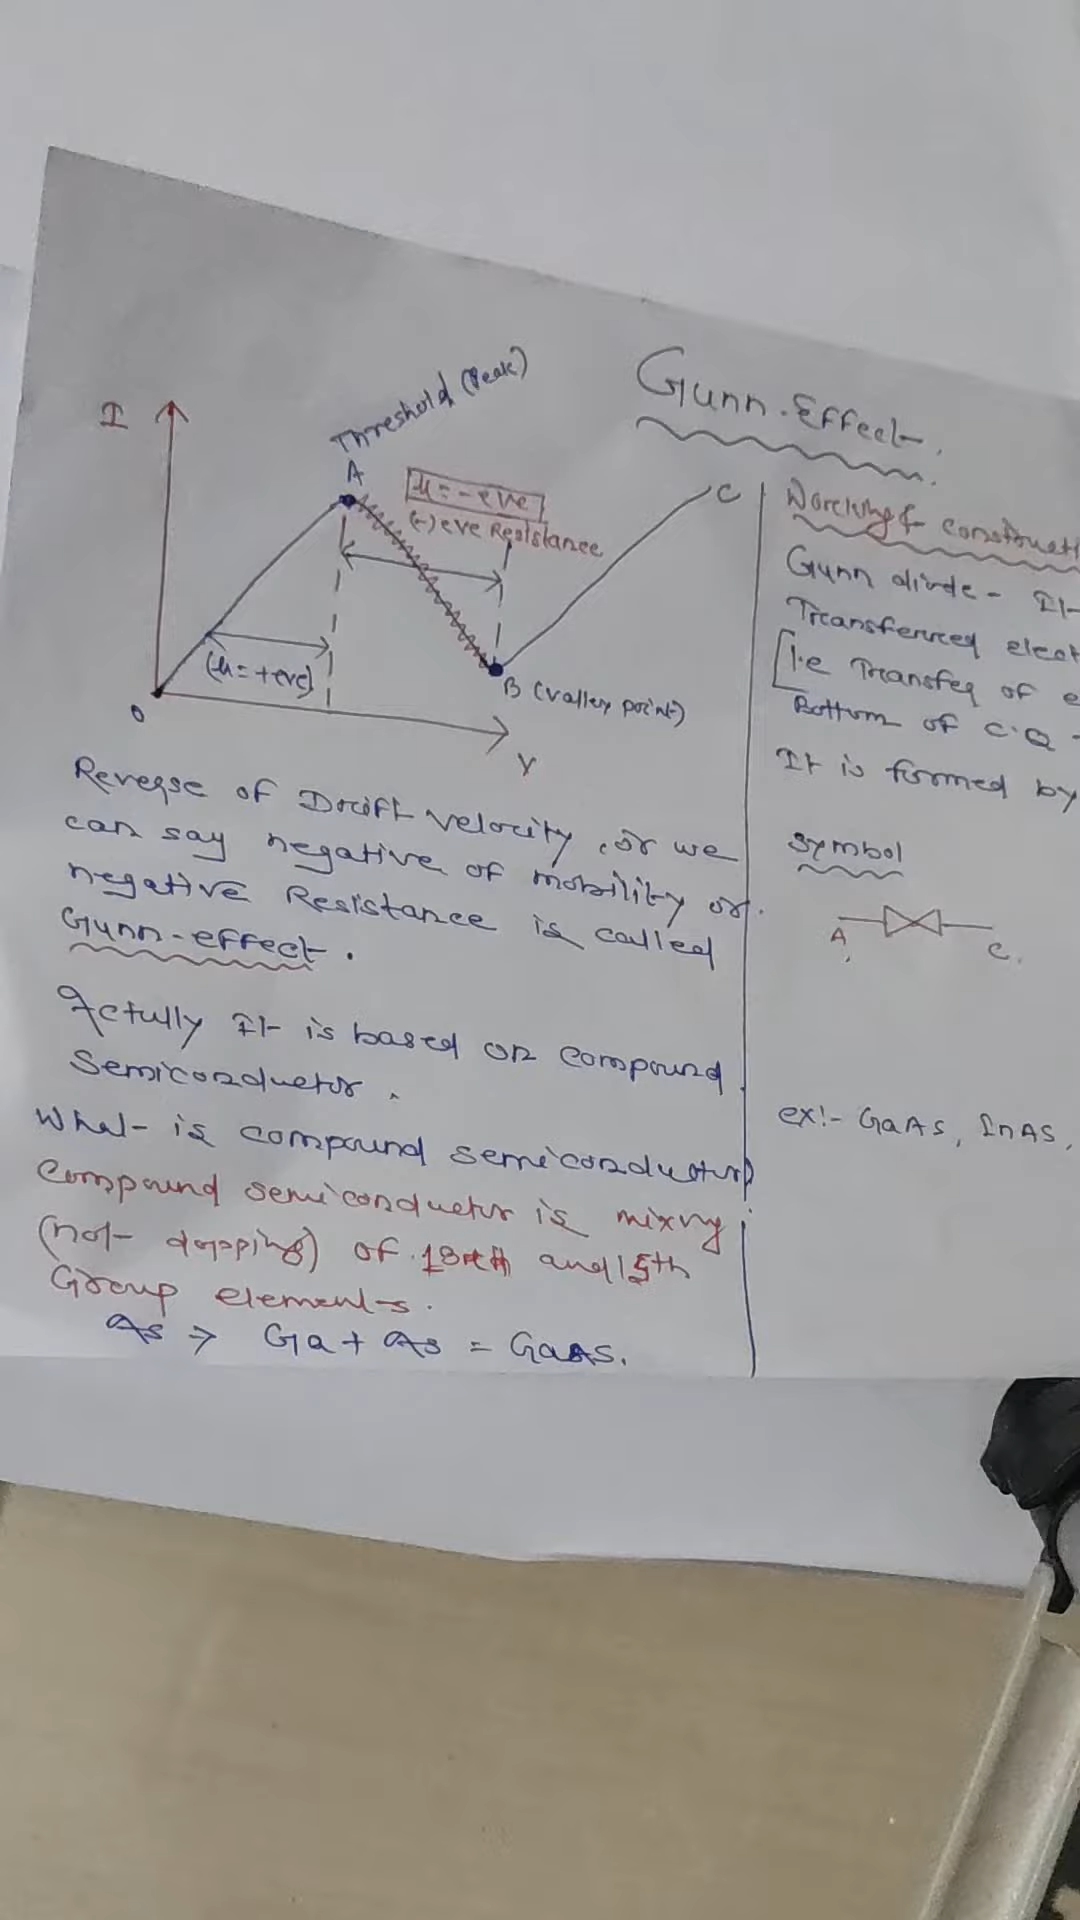 Gunn-Effect.
I
Threshold (Peak)
A
μ = -eve
(-) eve Resistance
C
(μ = +eve)
B (valley point)
O
V
Reverse of Drift velocity, or we
can say negative of mobility or
negative Resistance is called
Gunn-effect.
Actully It is based on compound
Semiconductor.
What is compound semiconductor
compound semiconductor is mixing
(not dopping) of 13th and 15th
Group elements.
As → Ga + As = GaAs.
Working & constructi
Gunn diode - It
Transferred elect
[i.e Transfer of e
Bottom of C.B
It is formed by
symbol
A
C.
ex:- GaAs, InAs,